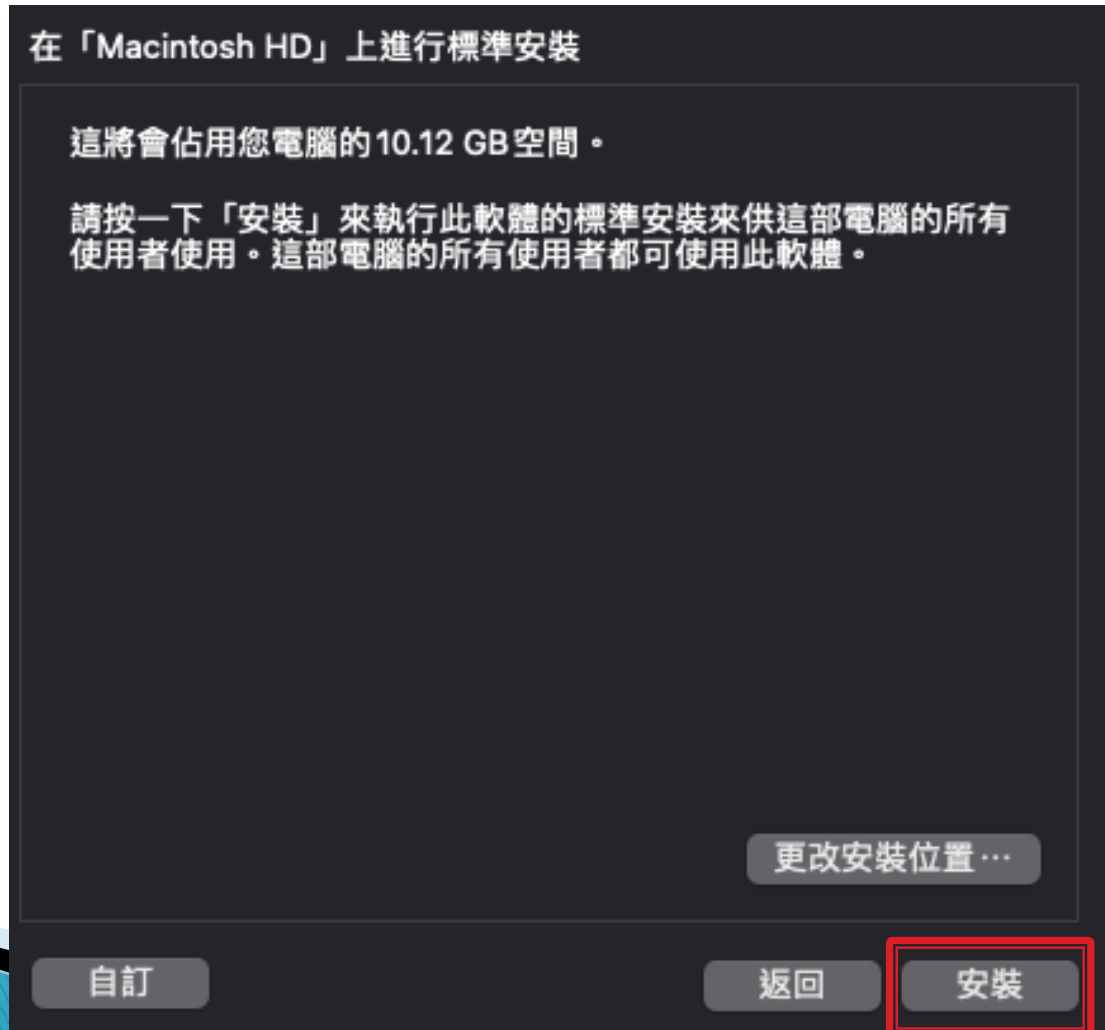 在「Macintosh HD」上進行標準安裝
這將會佔用您電腦的10.12 GB空間。
請按一下「安裝」來執行此軟體的標準安裝來供這部電腦的所有
使用者使用。這部電腦的所有使用者都可使用此軟體。
更改安裝位置⋯
自訂
返回
安裝